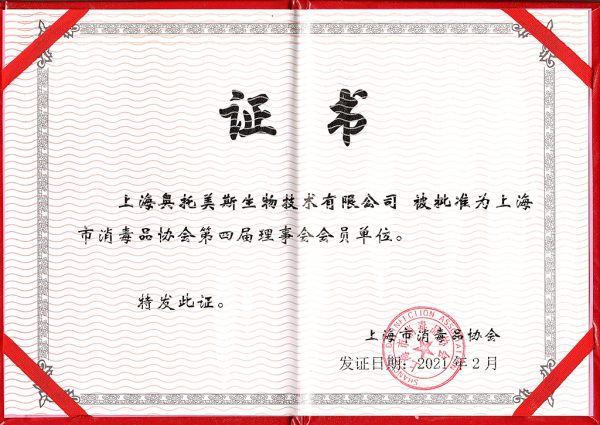 证书
上海奥托美斯生物技术有限公司 被批准为上海
市消毒品协会第四届理事会会员单位。
特发此证。
上海市消毒品协会
发证日期：2021年2月